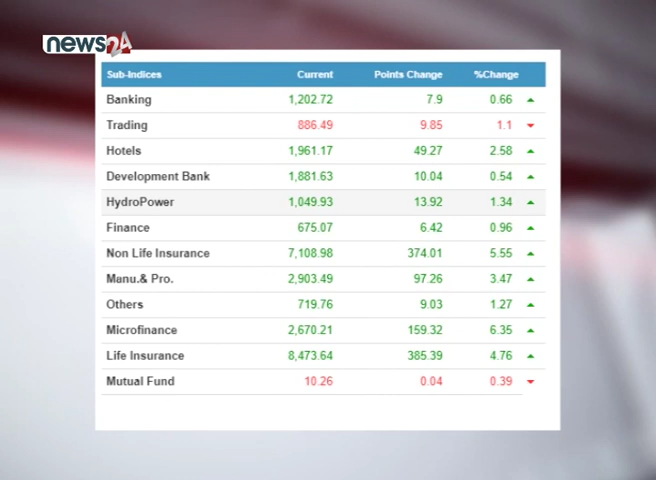 news24
Sub-Indices Current Points Change %Change
Banking 1,202.72 7.9 0.66
Trading 886.49 9.85 1.1
Hotels 1,961.17 49.27 2.58
Development Bank 1,881.63 10.04 0.54
HydroPower 1,049.93 13.92 1.34
Finance 675.07 6.42 0.96
Non Life Insurance 7,108.98 374.01 5.55
Manu.& Pro. 2,903.49 97.26 3.47
Others 719.76 9.03 1.27
Microfinance 2,670.21 159.32 6.35
Life Insurance 8,473.64 385.39 4.76
Mutual Fund 10.26 0.04 0.39